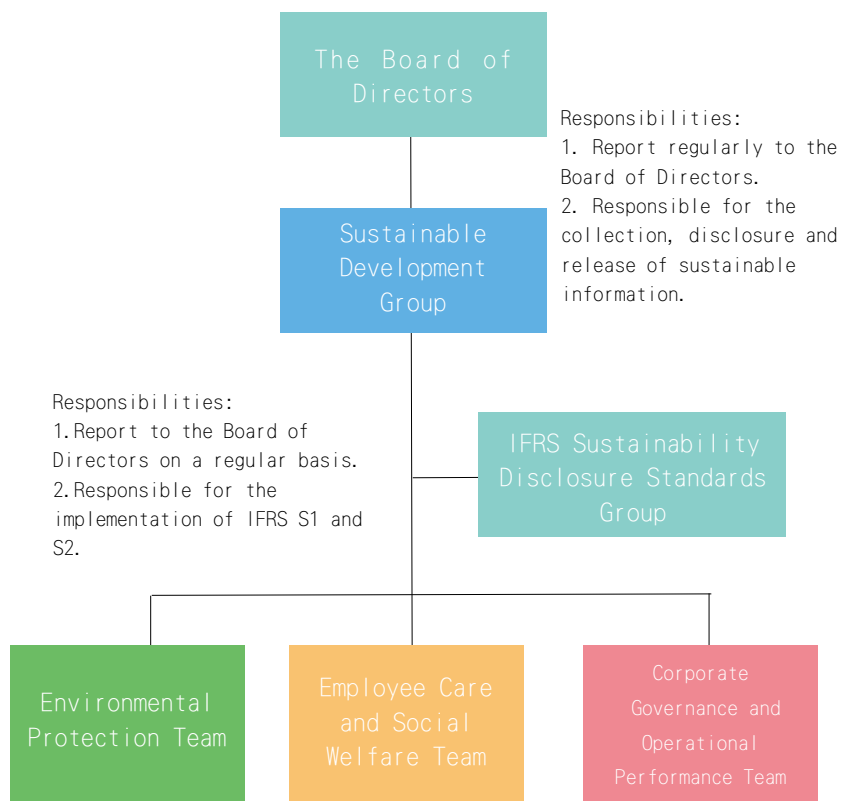 The Board of
Directors
Responsibilities:
1. Report regularly to the
Board of Directors.
2. Responsible for the
collection, disclosure and
release of sustainable
information.
Sustainable
Development
Group
Responsibilities:
1.Report to the Board of
Directors on a regular basis.
2.Responsible for the
implementation of IFRS S1 and
S2.
IFRS Sustainability
Disclosure Standards
Group
Environmental
Protection Team
Employee Care
and Social
Welfare Team
Corporate
Governance and
Operational
Performance Team